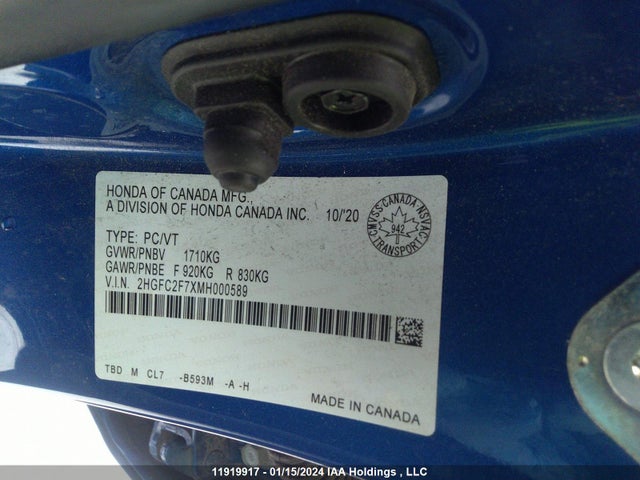 HONDA OF CANADA MFG.,
A DIVISION OF HONDA CANADA INC. 10/'20
CMVSS·CANADA·NSVAC
942
TRANSPORT
TYPE: PC/VT
GVWR/PNBV 1710KG
GAWR/PNBE F 920KG R 830KG
V.I.N. 2HGFC2F7XMH000589
TBD M CL7 -B593M -A -H
MADE IN CANADA
11919917 - 01/15/2024 IAA Holdings , LLC